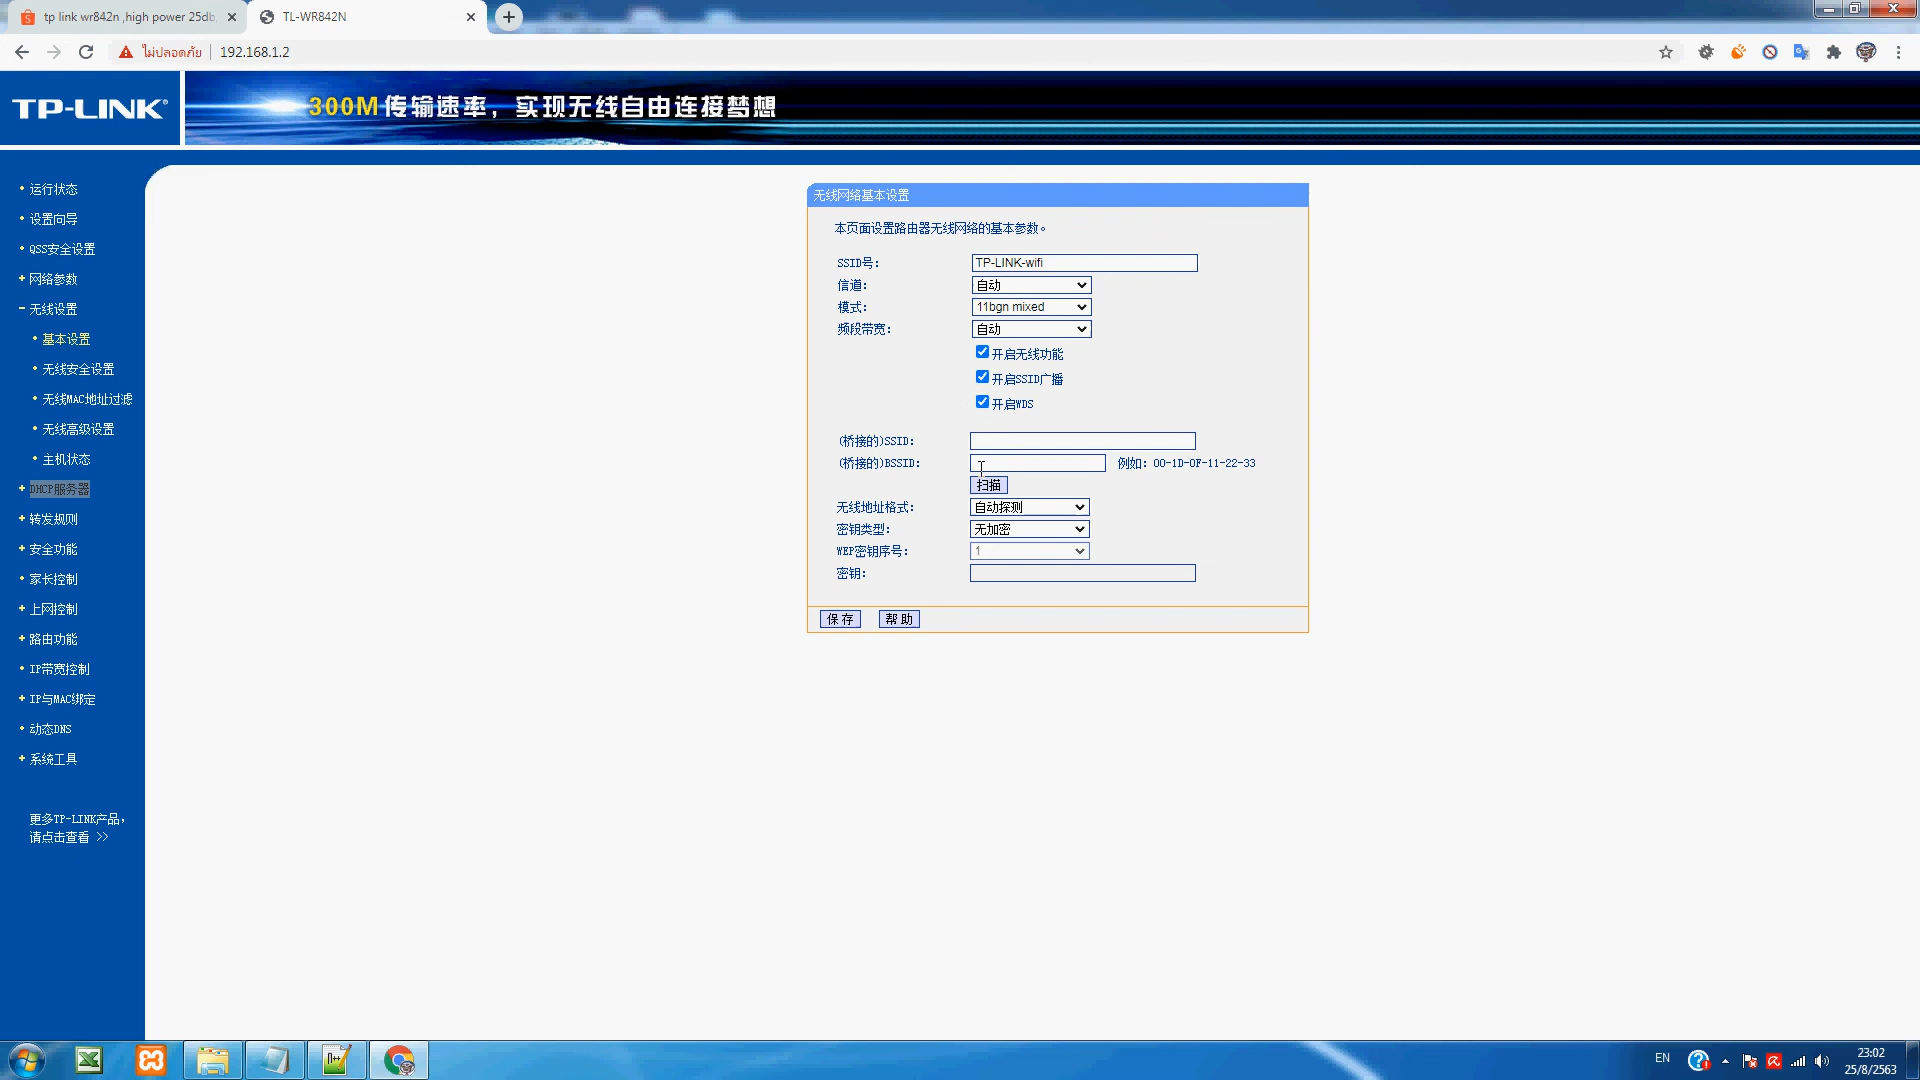 tp link wr842n ,high power 25db
TL-WR842N
ไม่ปลอดภัย
192.168.1.2
TP-LINK®
300M传输速率，实现无线自由连接梦想
运行状态
设置向导
QSS安全设置
+ 网络参数
- 无线设置
基本设置
无线安全设置
无线MAC地址过滤
无线高级设置
主机状态
+ DHCP服务器
+ 转发规则
+ 安全功能
家长控制
+ 上网控制
+ 路由功能
IP带宽控制
+ IP与MAC绑定
动态DNS
+ 系统工具
更多TP-LINK产品，
请点击查看 >>
无线网络基本设置
本页面设置路由器无线网络的基本参数。
SSID号： TP-LINK-wifi
信道： 自动
模式： 11bgn mixed
频段带宽： 自动
开启无线功能
开启SSID广播
开启WDS
(桥接的)SSID：
(桥接的)BSSID： 例如：00-1D-0F-11-22-33
扫描
无线地址格式： 自动探测
密钥类型： 无加密
WEP密钥序号： 1
密钥：
保存 帮助
EN
23:02
25/8/2563